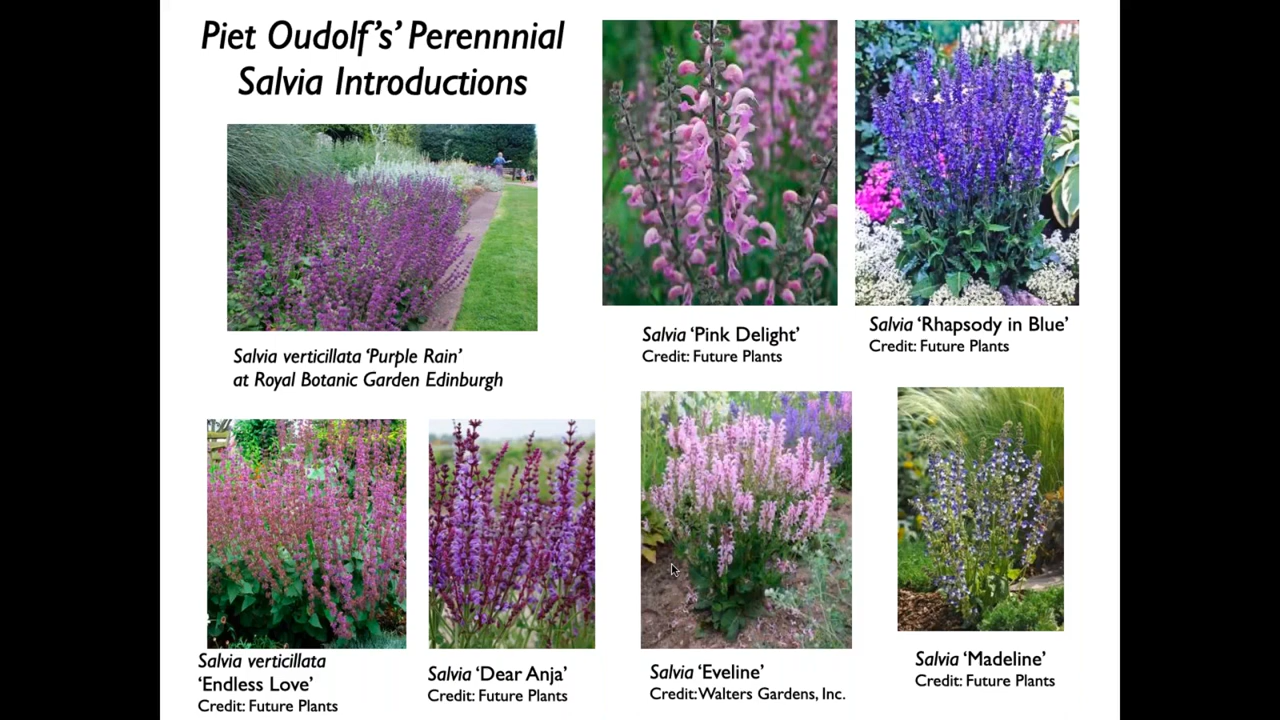 Piet Oudolf’s’ Perennnial
Salvia Introductions
Salvia verticillata ‘Purple Rain’
at Royal Botanic Garden Edinburgh
Salvia ‘Pink Delight’
Credit: Future Plants
Salvia ‘Rhapsody in Blue’
Credit: Future Plants
Salvia verticillata
‘Endless Love’
Credit: Future Plants
Salvia ‘Dear Anja’
Credit: Future Plants
Salvia ‘Eveline’
Credit: Walters Gardens, Inc.
Salvia ‘Madeline’
Credit: Future Plants